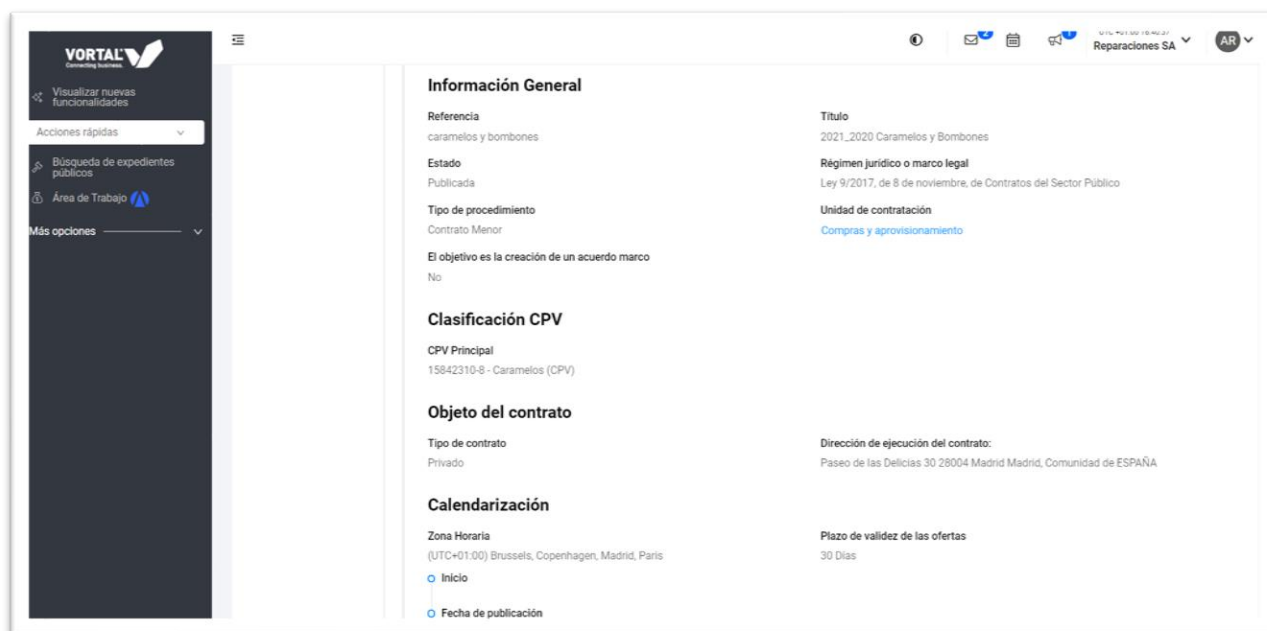 VORTAL
Connecting business.
Visualizar nuevas
funcionalidades
Acciones rápidas
Búsqueda de expedientes
públicos
Área de Trabajo
Más opciones
2
1
Reparaciones SA
AR
Información General
Referencia
caramelos y bombones
Título
2021_2020 Caramelos y Bombones
Estado
Publicada
Régimen jurídico o marco legal
Ley 9/2017, de 8 de noviembre, de Contratos del Sector Público
Tipo de procedimiento
Contrato Menor
Unidad de contratación
Compras y aprovisionamiento
El objetivo es la creación de un acuerdo marco
No
Clasificación CPV
CPV Principal
15842310-8 - Caramelos (CPV)
Objeto del contrato
Tipo de contrato
Privado
Dirección de ejecución del contrato:
Paseo de las Delicias 30 28004 Madrid Madrid, Comunidad de ESPAÑA
Calendarización
Zona Horaria
(UTC+01:00) Brussels, Copenhagen, Madrid, Paris
Plazo de validez de las ofertas
30 Días
Inicio
Fecha de publicación